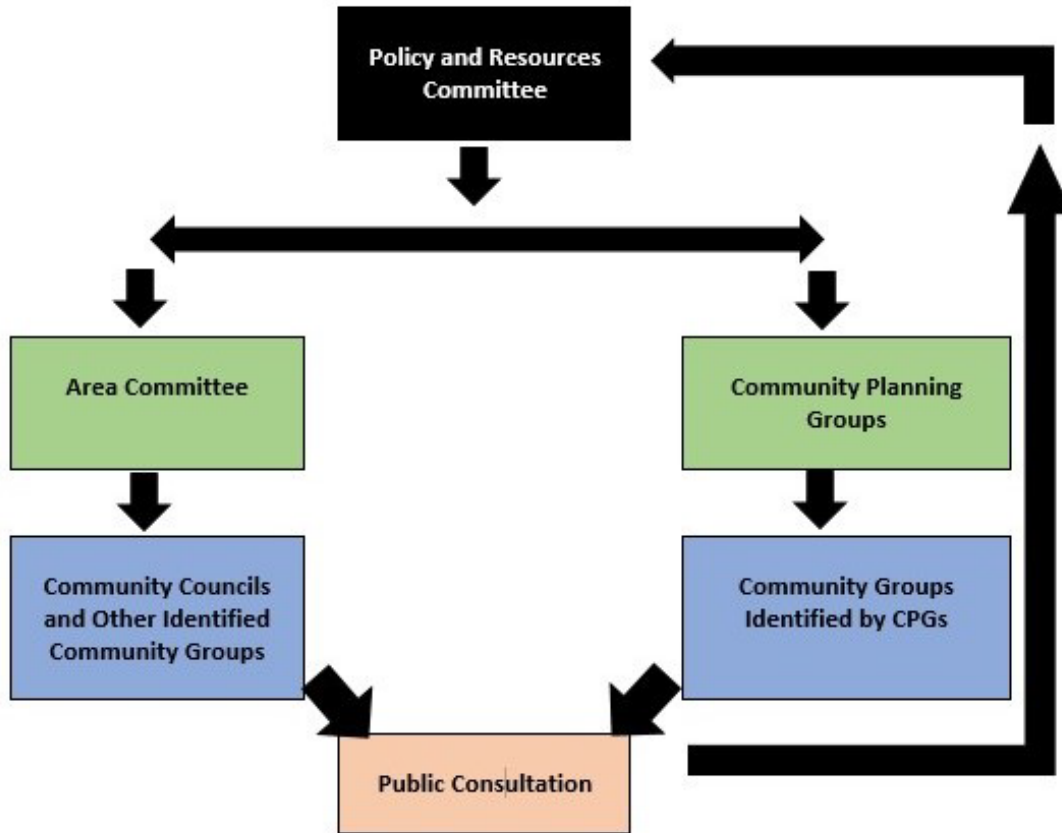 Policy and Resources
Committee
Area Committee
Community Planning
Groups
Community Councils
and Other Identified
Community Groups
Community Groups
Identified by CPGs
Public Consultation